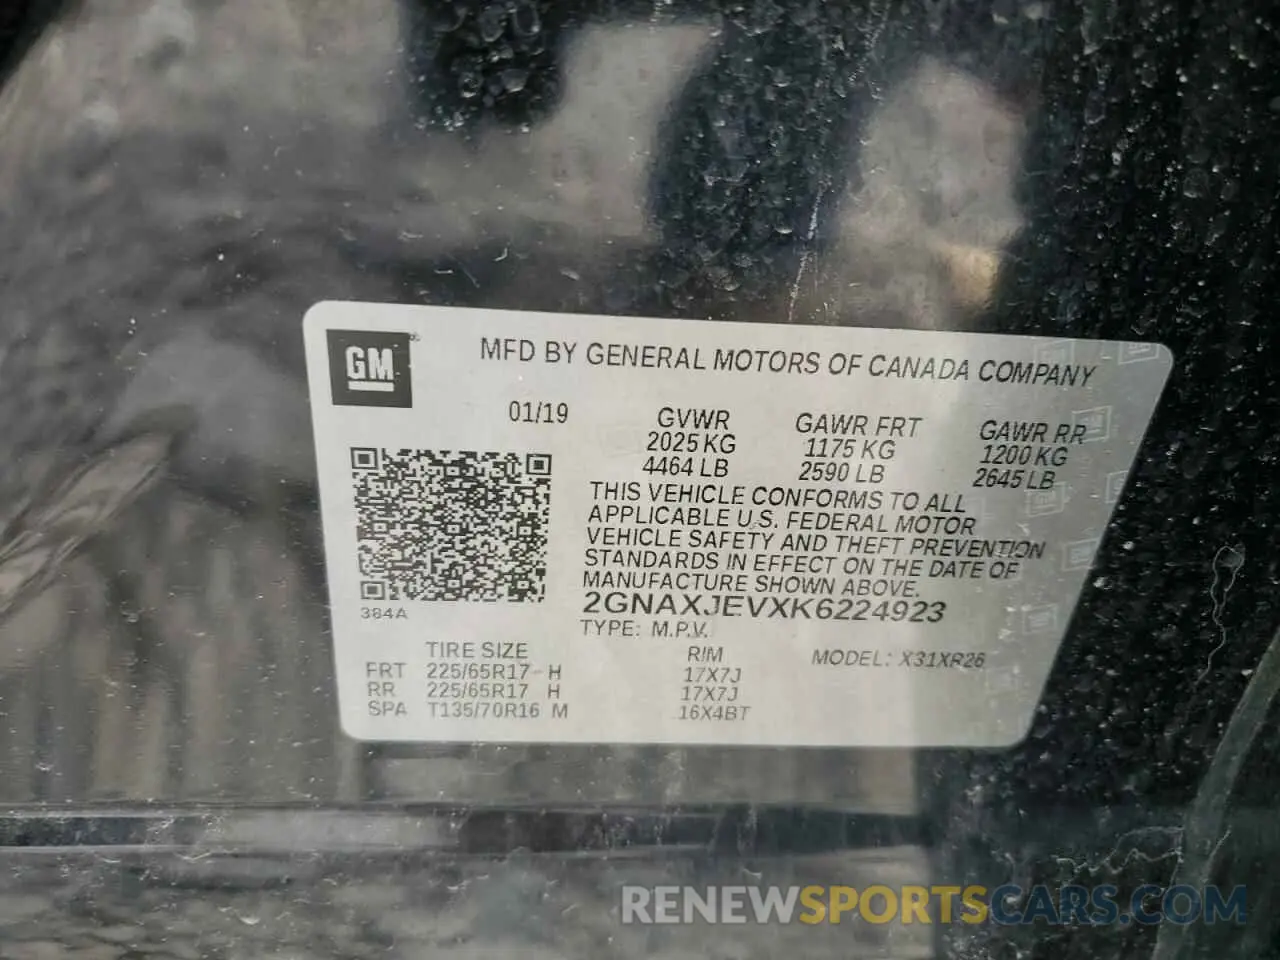 GM
MFD BY GENERAL MOTORS OF CANADA COMPANY
01/19 GVWR GAWR FRT GAWR RR
2025 KG 1175 KG 1200 KG
4464 LB 2590 LB 2645 LB
THIS VEHICLE CONFORMS TO ALL
APPLICABLE U.S. FEDERAL MOTOR
VEHICLE SAFETY AND THEFT PREVENTION
STANDARDS IN EFFECT ON THE DATE OF
MANUFACTURE SHOWN ABOVE.
384A
2GNAXJEVXK6224923
TYPE: M.P.V.
TIRE SIZE RIM MODEL: X31XR26
FRT 225/65R17 H 17X7J
RR 225/65R17 H 17X7J
SPA T135/70R16 M 16X4BT
RENEWSPORTSCARS.COM